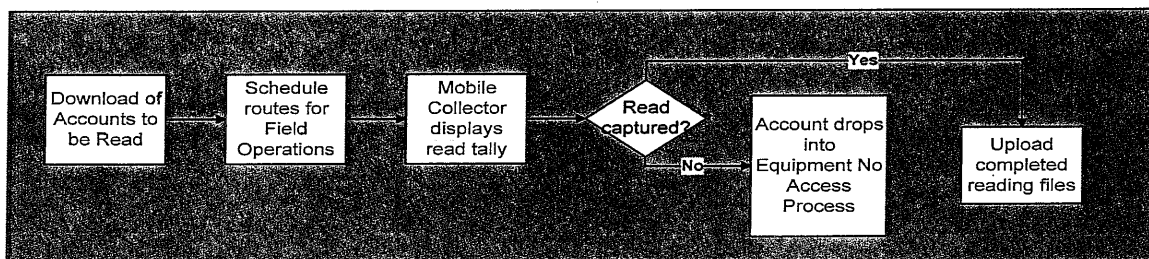 Download of
Accounts to
be Read
Schedule
routes for
Field
Operations
Mobile
Collector
displays
read tally
Read
captured?
Yes
No
Account drops
into
Equipment No
Access
Process
Upload
completed
reading files